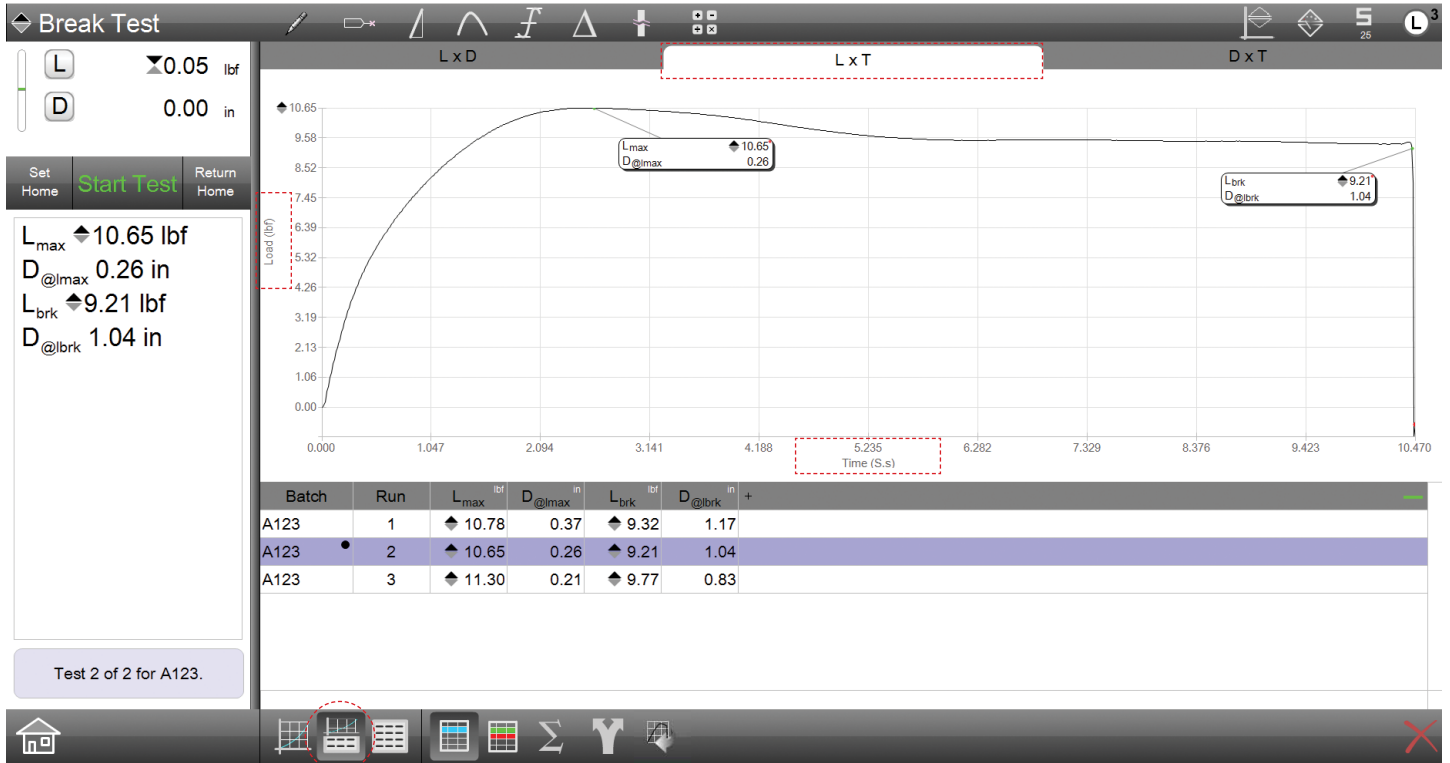 Break Test
25
L 3
L 0.05 lbf
D 0.00 in
Set Home
Start Test
Return Home
Lmax 10.65 lbf
D@lmax 0.26 in
Lbrk 9.21 lbf
D@lbrk 1.04 in
Test 2 of 2 for A123.
L x D
L x T
D x T
Load (lbf)
10.65
9.58
8.52
7.45
6.39
5.32
4.26
3.19
2.13
1.06
0.00
Lmax 10.65*
D@lmax 0.26
Lbrk 9.21*
D@lbrk 1.04
0.000 1.047 2.094 3.141 4.188 5.235 6.282 7.329 8.376 9.423 10.470
Time (S.s)
Batch Run Lmax lbf D@lmax in Lbrk lbf D@lbrk in +
A123 1 10.78 0.37 9.32 1.17
A123 2 10.65 0.26 9.21 1.04
A123 3 11.30 0.21 9.77 0.83